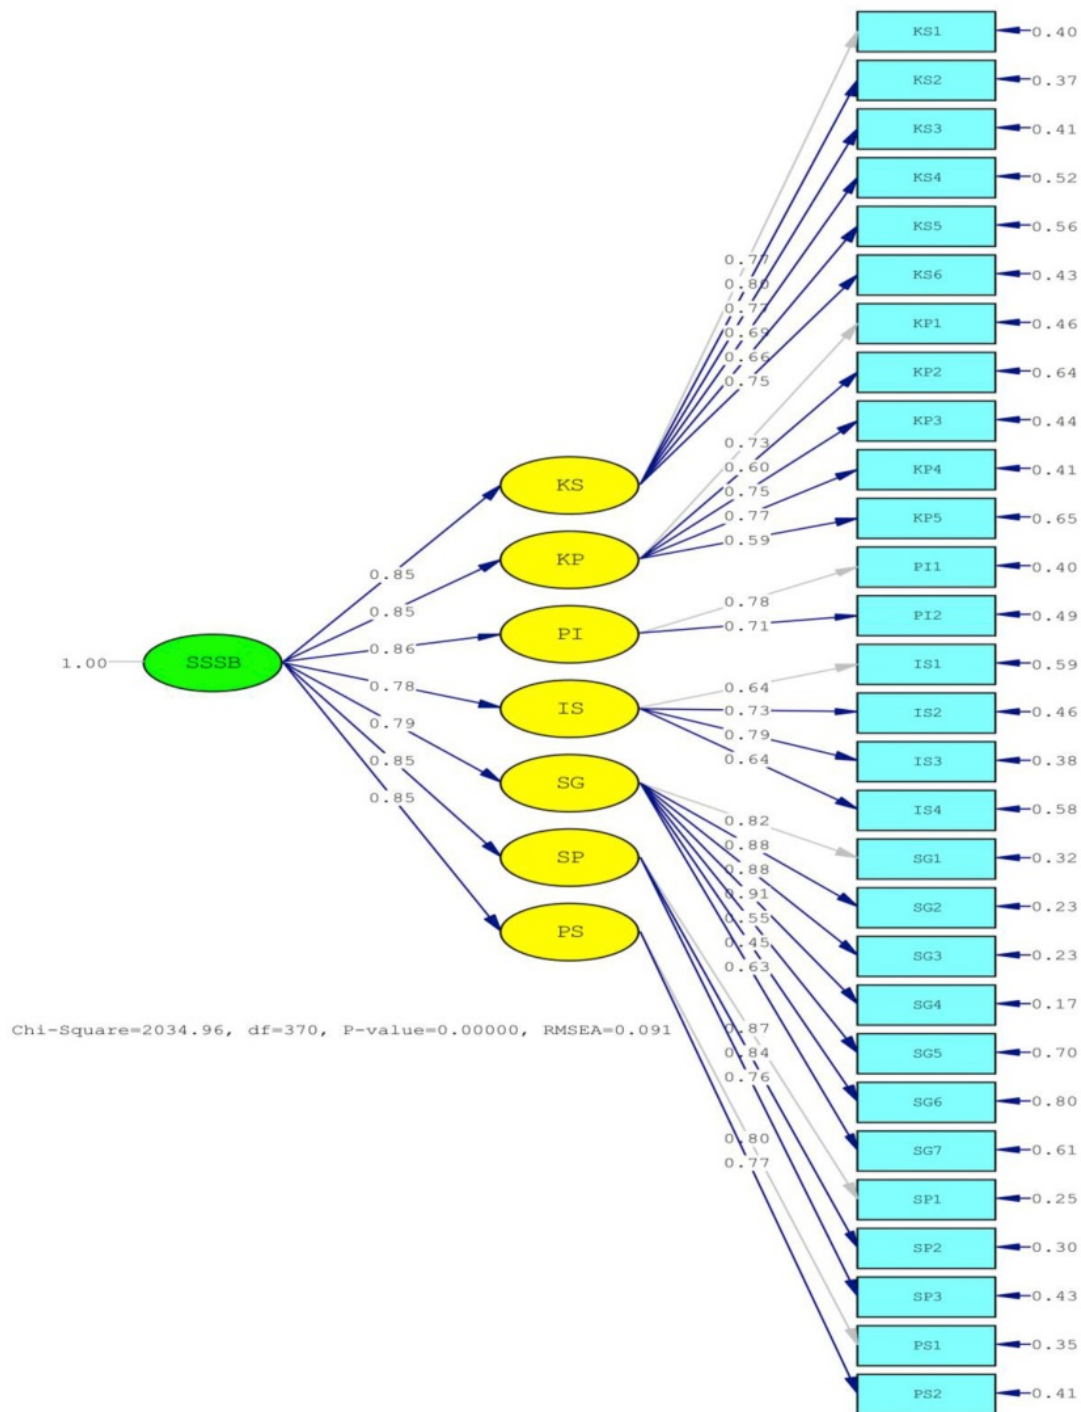 KS1 0.40
KS2 0.37
KS3 0.41
KS4 0.52
KS5 0.56
0.77
KS6 0.43
0.80
0.77
KP1 0.46
0.69
0.66
KP2 0.64
0.75
KP3 0.44
0.73
KP4 0.41
0.60
KS
0.75
0.77
KP5 0.65
0.59
KP
PI1 0.40
0.85
0.78
0.85
PI2 0.49
0.71
PI
0.86
1.00 SSSB
IS1 0.59
0.78
0.64
IS
0.73
IS2 0.46
0.79
0.79
0.85
0.64
IS3 0.38
SG
0.85
IS4 0.58
0.82
0.88
SP
SG1 0.32
0.88
0.91
SG2 0.23
0.55
PS
0.45
SG3 0.23
0.63
SG4 0.17
Chi-Square=2034.96, df=370, P-value=0.00000, RMSEA=0.091
0.87
0.84
SG5 0.70
0.76
SG6 0.80
0.80
SG7 0.61
0.77
SP1 0.25
SP2 0.30
SP3 0.43
PS1 0.35
PS2 0.41